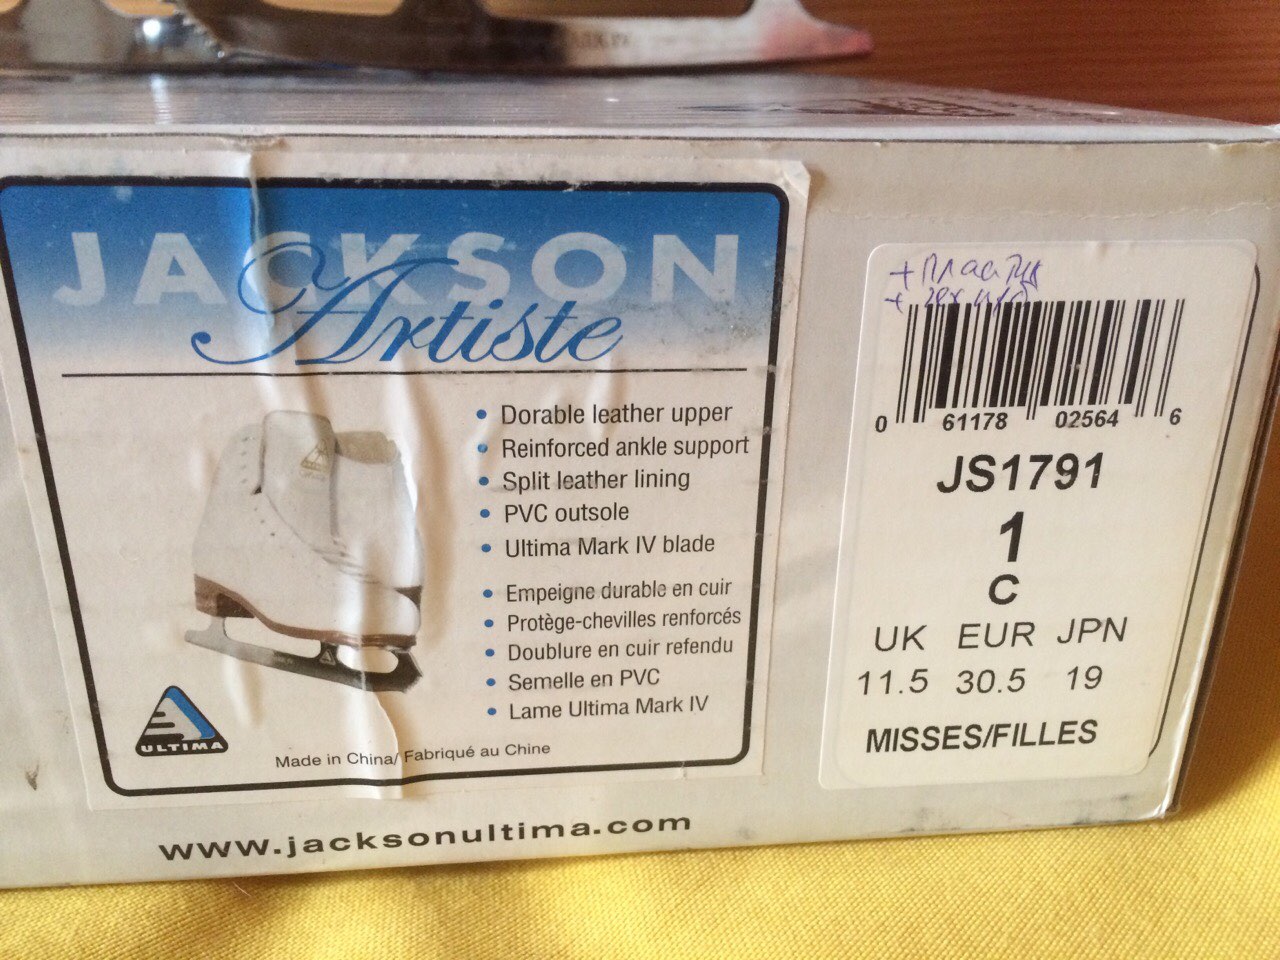 JACKSON
Artiste
Dorable leather upper
Reinforced ankle support
Split leather lining
PVC outsole
Ultima Mark IV blade
Empeigne durable en cuir
Protège-chevilles renforcés
Doublure en cuir refendu
Semelle en PVC
Lame Ultima Mark IV
ULTIMA
Made in China/ Fabriqué au Chine
www.jacksonultima.com
0 61178 02564 6
JS1791
1
C
UK EUR JPN
11.5 30.5 19
MISSES/FILLES